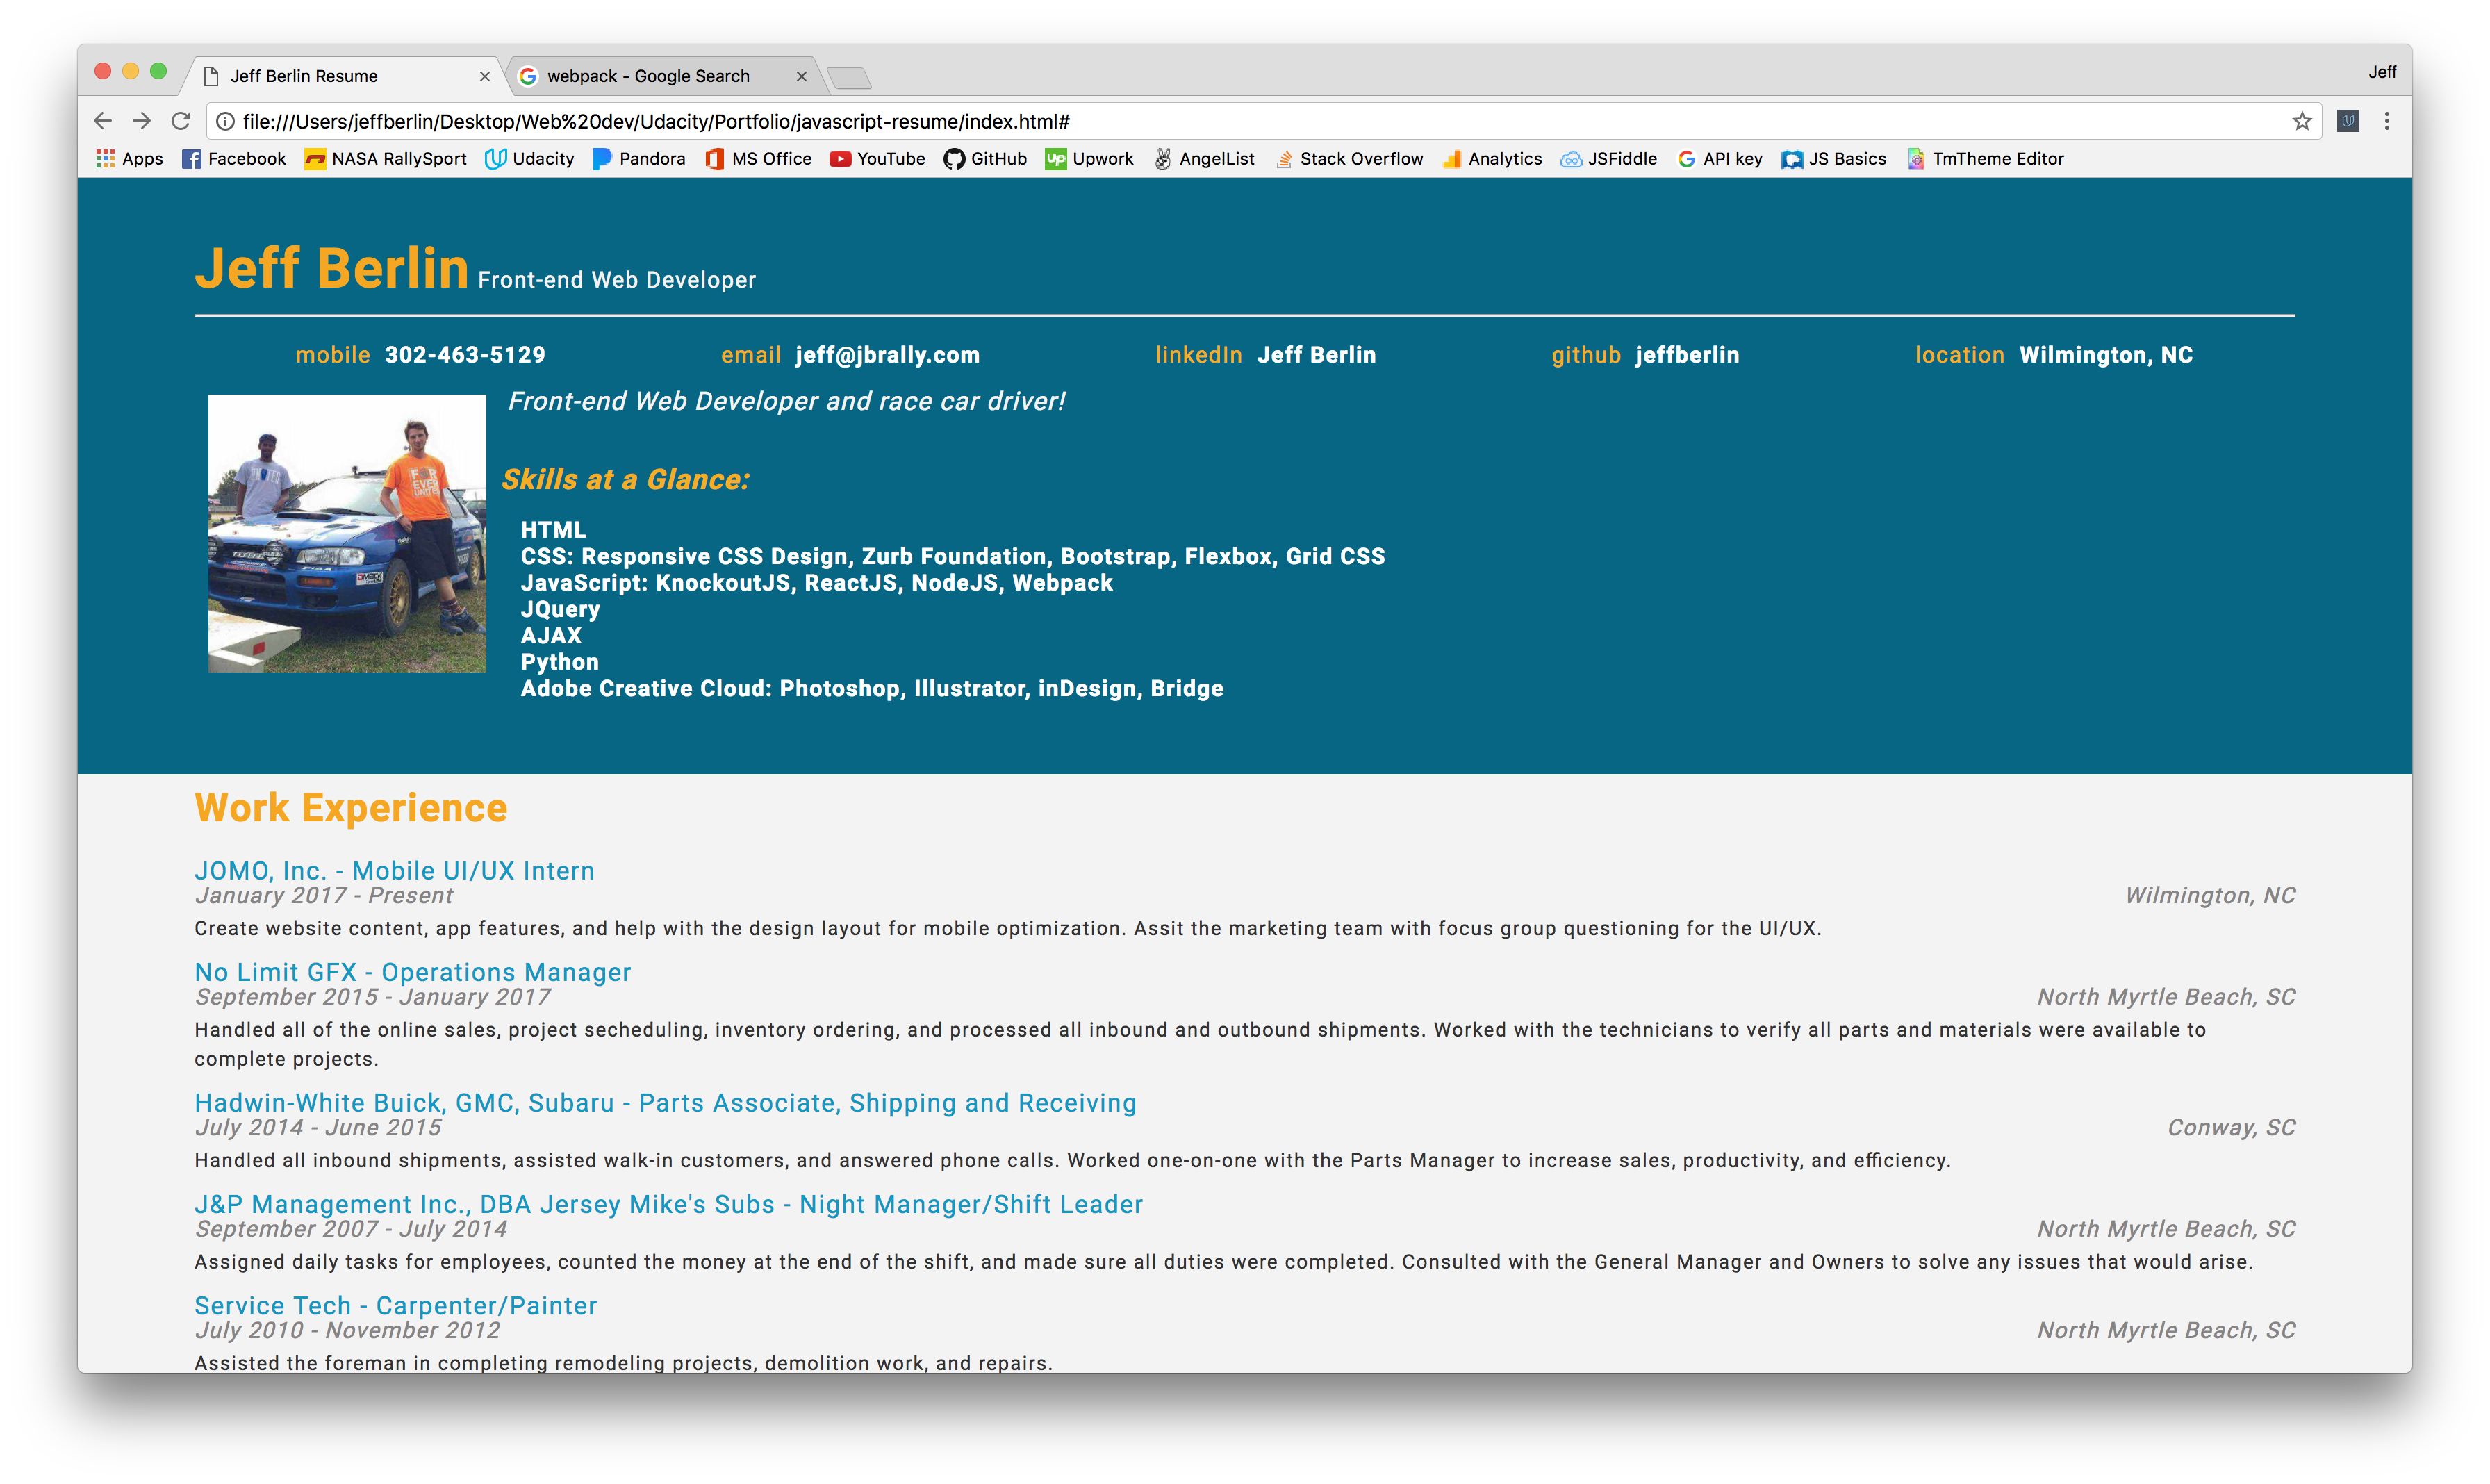 Jeff Berlin Resume
webpack - Google Search
Jeff
file:///Users/jeffberlin/Desktop/Web%20dev/Udacity/Portfolio/javascript-resume/index.html#
Apps Facebook NASA RallySport Udacity Pandora MS Office YouTube GitHub Up Upwork AngelList Stack Overflow Analytics JSFiddle API key JS Basics TmTheme Editor
Jeff Berlin Front-end Web Developer
mobile 302-463-5129 email jeff@jbrally.com linkedIn Jeff Berlin github jeffberlin location Wilmington, NC
Front-end Web Developer and race car driver!
FOR
EVER
UNITED
Skills at a Glance:
HTML
CSS: Responsive CSS Design, Zurb Foundation, Bootstrap, Flexbox, Grid CSS
JavaScript: KnockoutJS, ReactJS, NodeJS, Webpack
JQuery
AJAX
Python
Adobe Creative Cloud: Photoshop, Illustrator, inDesign, Bridge
Work Experience
JOMO, Inc. - Mobile UI/UX Intern
January 2017 - Present Wilmington, NC
Create website content, app features, and help with the design layout for mobile optimization. Assit the marketing team with focus group questioning for the UI/UX.
No Limit GFX - Operations Manager
September 2015 - January 2017 North Myrtle Beach, SC
Handled all of the online sales, project secheduling, inventory ordering, and processed all inbound and outbound shipments. Worked with the technicians to verify all parts and materials were available to
complete projects.
Hadwin-White Buick, GMC, Subaru - Parts Associate, Shipping and Receiving
July 2014 - June 2015 Conway, SC
Handled all inbound shipments, assisted walk-in customers, and answered phone calls. Worked one-on-one with the Parts Manager to increase sales, productivity, and efficiency.
J&P Management Inc., DBA Jersey Mike's Subs - Night Manager/Shift Leader
September 2007 - July 2014 North Myrtle Beach, SC
Assigned daily tasks for employees, counted the money at the end of the shift, and made sure all duties were completed. Consulted with the General Manager and Owners to solve any issues that would arise.
Service Tech - Carpenter/Painter
July 2010 - November 2012 North Myrtle Beach, SC
Assisted the foreman in completing remodeling projects, demolition work, and repairs.